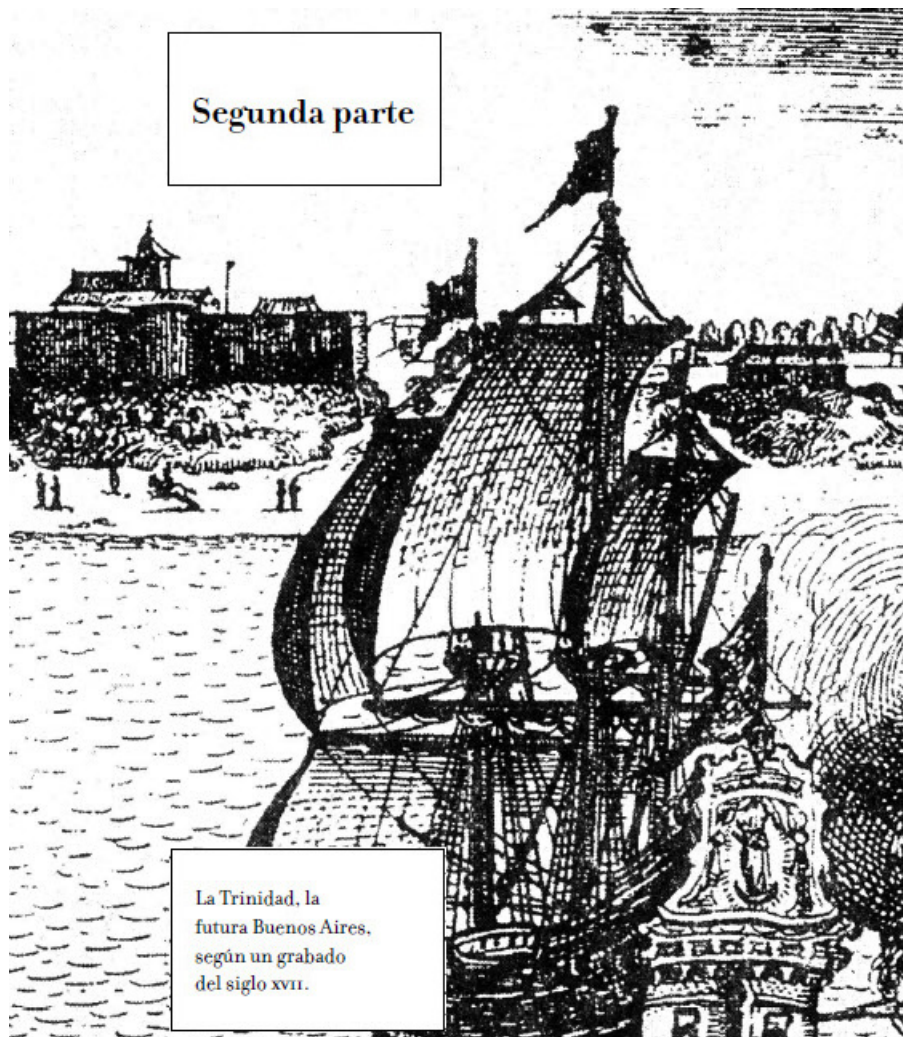 Segunda parte
La Trinidad, la
futura Buenos Aires,
según un grabado
del siglo XVII.